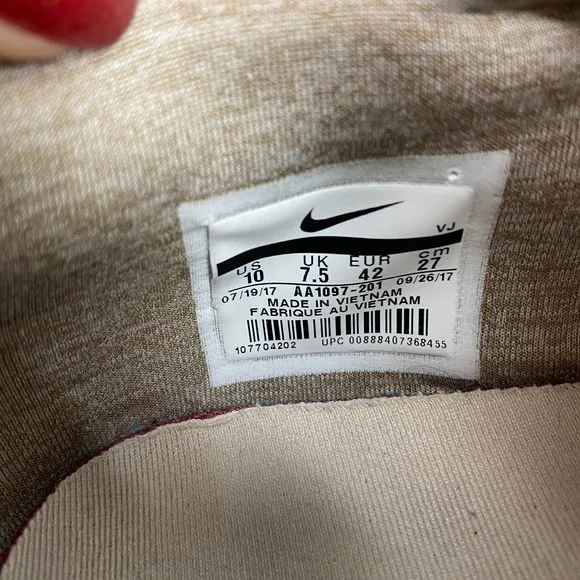 VJ
US UK EUR cm
10 7.5 42 27
07/19/17 AA1097-201 09/26/17
MADE IN VIETNAM
FABRIQUE AU VIETNAM
107704202 UPC 00888407368455